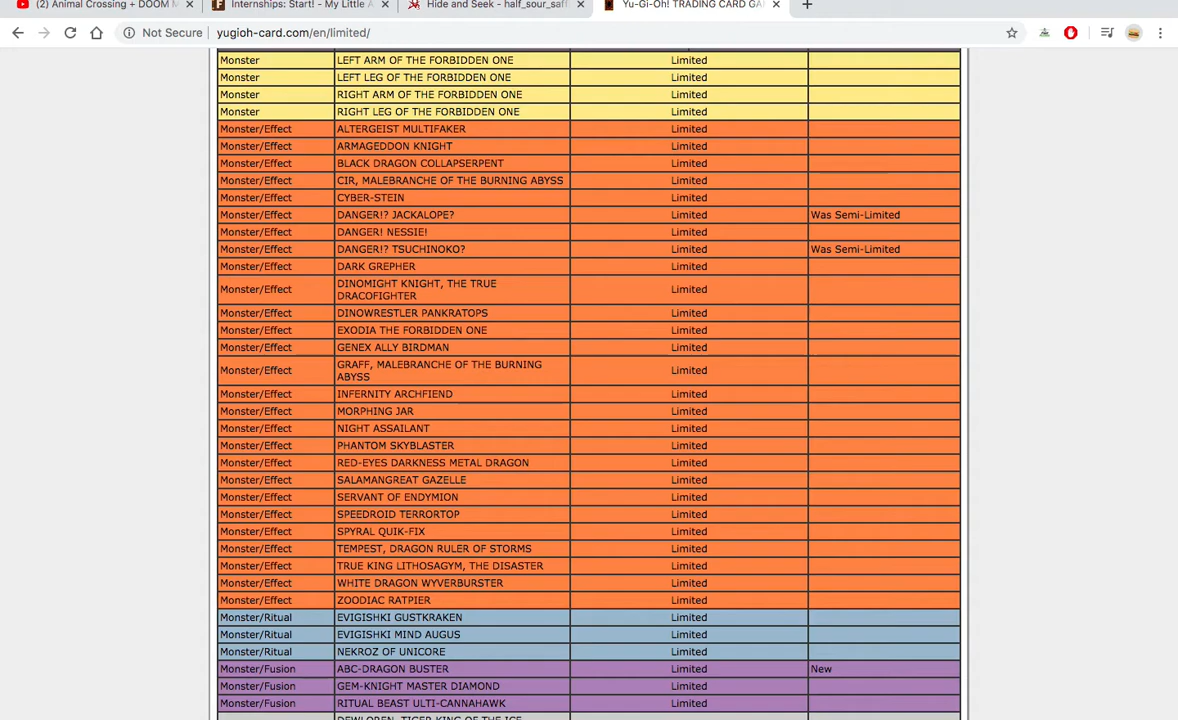 (2) Animal Crossing + DOOM M
Internships: Start! - My Little A
Hide and Seek - half_sour_saff
Yu-Gi-Oh! TRADING CARD GA
Not Secure yugioh-card.com/en/limited/
Monster LEFT ARM OF THE FORBIDDEN ONE Limited
Monster LEFT LEG OF THE FORBIDDEN ONE Limited
Monster RIGHT ARM OF THE FORBIDDEN ONE Limited
Monster RIGHT LEG OF THE FORBIDDEN ONE Limited
Monster/Effect ALTERGEIST MULTIFAKER Limited
Monster/Effect ARMAGEDDON KNIGHT Limited
Monster/Effect BLACK DRAGON COLLAPSERPENT Limited
Monster/Effect CIR, MALEBRANCHE OF THE BURNING ABYSS Limited
Monster/Effect CYBER-STEIN Limited
Monster/Effect DANGER!? JACKALOPE? Limited Was Semi-Limited
Monster/Effect DANGER! NESSIE! Limited
Monster/Effect DANGER!? TSUCHINOKO? Limited Was Semi-Limited
Monster/Effect DARK GREPHER Limited
Monster/Effect DINOMIGHT KNIGHT, THE TRUE
DRACOFIGHTER Limited
Monster/Effect DINOWRESTLER PANKRATOPS Limited
Monster/Effect EXODIA THE FORBIDDEN ONE Limited
Monster/Effect GENEX ALLY BIRDMAN Limited
Monster/Effect GRAFF, MALEBRANCHE OF THE BURNING
ABYSS Limited
Monster/Effect INFERNITY ARCHFIEND Limited
Monster/Effect MORPHING JAR Limited
Monster/Effect NIGHT ASSAILANT Limited
Monster/Effect PHANTOM SKYBLASTER Limited
Monster/Effect RED-EYES DARKNESS METAL DRAGON Limited
Monster/Effect SALAMANGREAT GAZELLE Limited
Monster/Effect SERVANT OF ENDYMION Limited
Monster/Effect SPEEDROID TERRORTOP Limited
Monster/Effect SPYRAL QUIK-FIX Limited
Monster/Effect TEMPEST, DRAGON RULER OF STORMS Limited
Monster/Effect TRUE KING LITHOSAGYM, THE DISASTER Limited
Monster/Effect WHITE DRAGON WYVERBURSTER Limited
Monster/Effect ZOODIAC RATPIER Limited
Monster/Ritual EVIGISHKI GUSTKRAKEN Limited
Monster/Ritual EVIGISHKI MIND AUGUS Limited
Monster/Ritual NEKROZ OF UNICORE Limited
Monster/Fusion ABC-DRAGON BUSTER Limited New
Monster/Fusion GEM-KNIGHT MASTER DIAMOND Limited
Monster/Fusion RITUAL BEAST ULTI-CANNAHAWK Limited
DEWLOREN, TIGER KING OF THE ICE